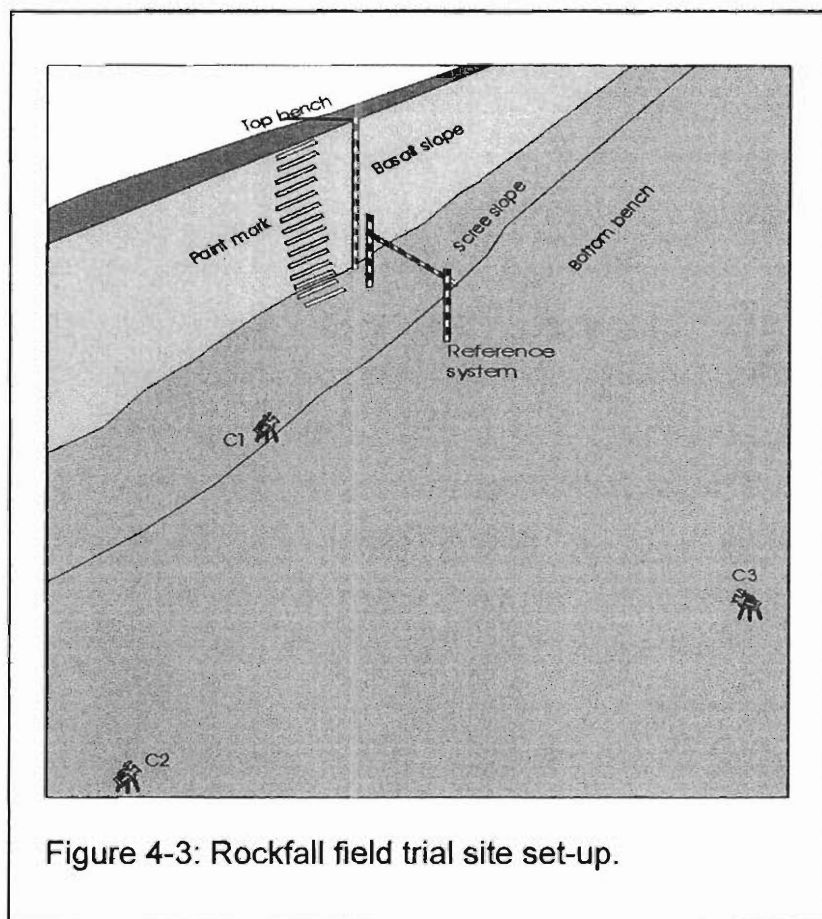 Top bench
Basalt slope
Paint mark
Scree slope
Bottom bench
Reference
system
C1
C3
C2
Figure 4-3: Rockfall field trial site set-up.